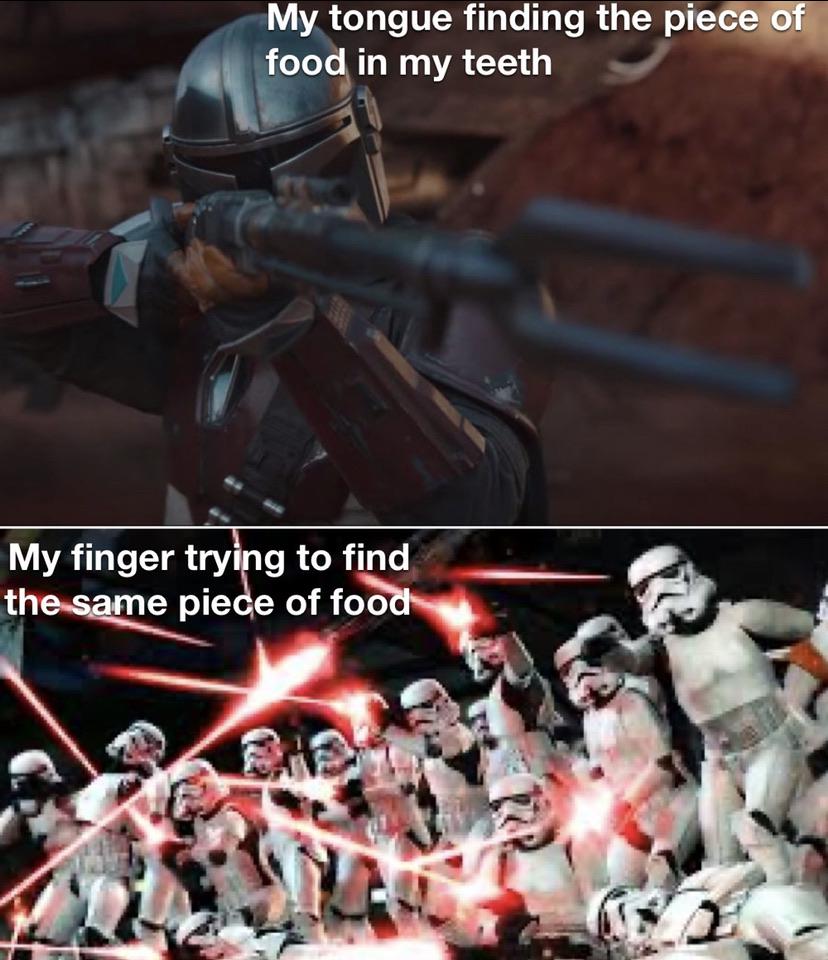 My tongue finding the piece of
food in my teeth
My finger trying to find
the same piece of food